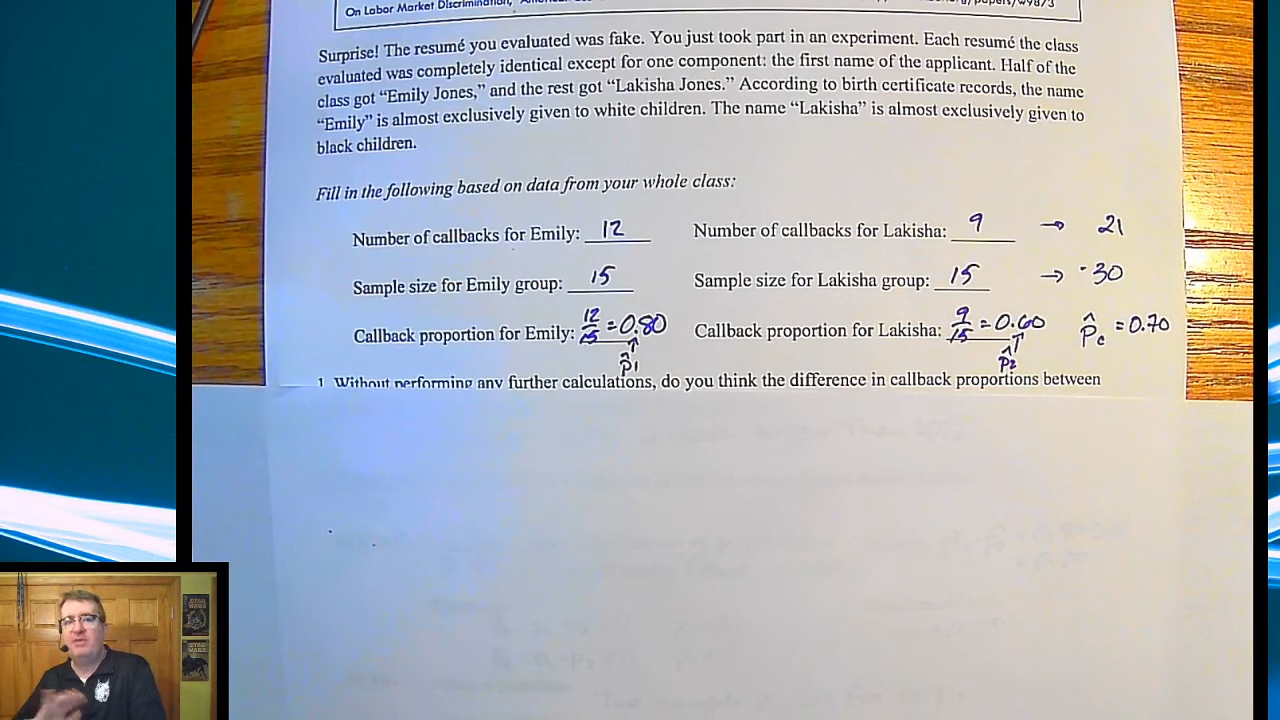 On Labor Market Discrimination,
Surprise! The resumé you evaluated was fake. You just took part in an experiment. Each resumé the class
evaluated was completely identical except for one component: the first name of the applicant. Half of the
class got “Emily Jones,” and the rest got “Lakisha Jones.” According to birth certificate records, the name
“Emily” is almost exclusively given to white children. The name “Lakisha” is almost exclusively given to
black children.
Fill in the following based on data from your whole class:
Number of callbacks for Emily: 12 Number of callbacks for Lakisha: 9 → 21
Sample size for Emily group: 15 Sample size for Lakisha group: 15 → 30
Callback proportion for Emily: 12/15 = 0.80 Callback proportion for Lakisha: 9/15 = 0.60 p̂c = 0.70
↑ ↑
p̂1 p̂2
1 Without performing any further calculations, do you think the difference in callback proportions between
STAR WARS
STAR WARS